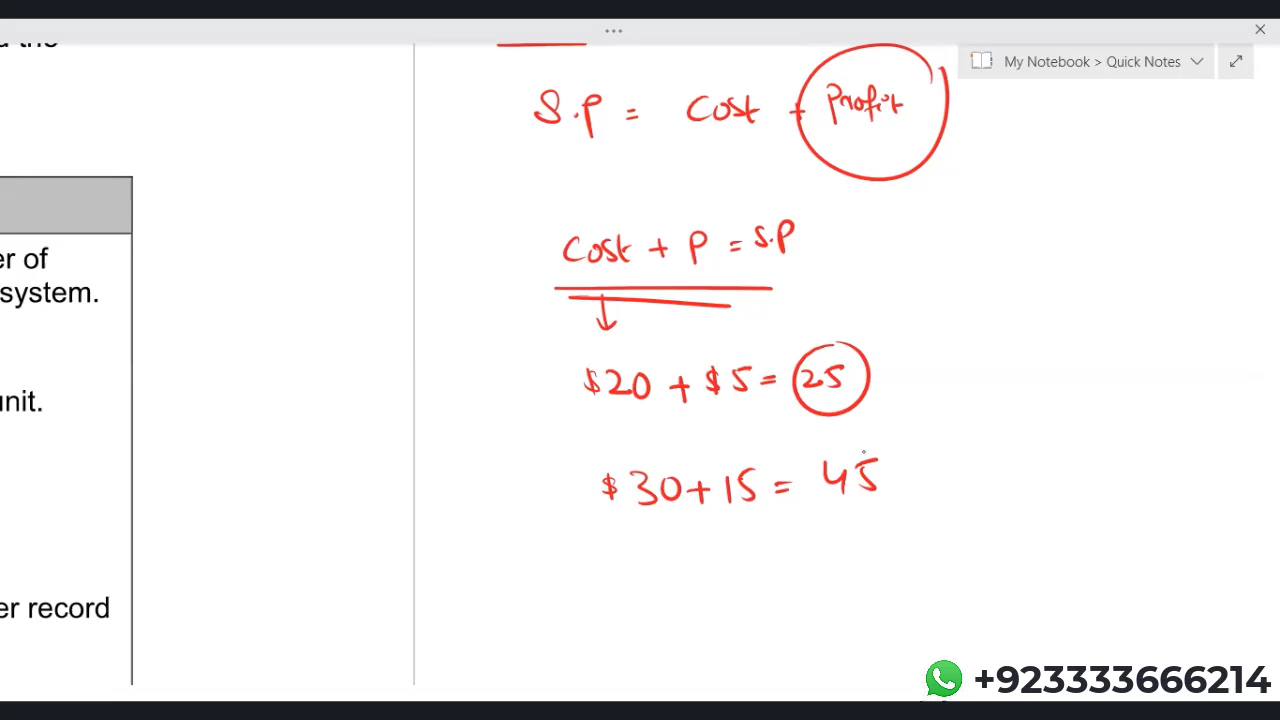 ...
My Notebook > Quick Notes
S.P = Cost + Profit
Cost + P = S.P
$20 + $5 = 25
$30 + 15 = 45
er of
system.
unit.
er record
+923333666214